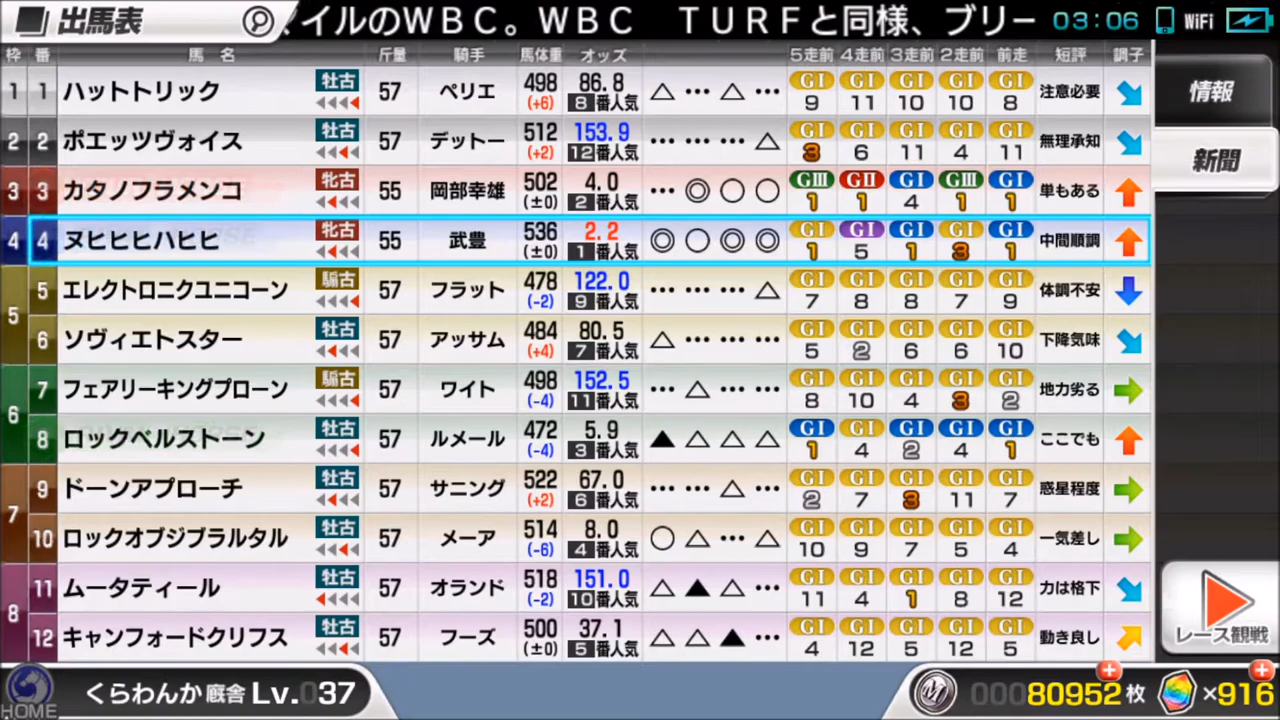 出馬表
イルのWBC。WBC TURFと同様、ブリー
03:06 WiFi
枠 番 馬名 斤量 騎手 馬体重 オッズ 5走前 4走前 3走前 2走前 前走 短評 調子
1 1 ハットトリック 牡古 57 ペリエ 498 (+6) 86.8 8番人気 △ … △ … GI 9 GI 11 GI 10 GI 10 GI 8 注意必要
2 2 ポエッツヴォイス 牡古 57 デットー 512 (+2) 153.9 12番人気 … … … △ GI 3 GI 6 GI 11 GI 4 GI 11 無理承知
3 3 カタノフラメンコ 牝古 55 岡部幸雄 502 (±0) 4.0 2番人気 … ◎ ○ ○ GIII 1 GII 1 GI 4 GIII 1 GI 1 単もある
4 4 ヌヒヒヒハヒヒ 牝古 55 武豊 536 (±0) 2.2 1番人気 ◎ ○ ◎ ◎ GI 1 GI 5 GI 1 GI 3 GI 1 中間順調
5 5 エレクトロニクユニコーン 騸古 57 フラット 478 (-2) 122.0 9番人気 … … … △ GI 7 GI 8 GI 8 GI 7 GI 9 体調不安
6 ソヴィエトスター 牡古 57 アッサム 484 (+4) 80.5 7番人気 △ … … … GI 5 GI 2 GI 6 GI 6 GI 10 下降気味
6 7 フェアリーキングプローン 騸古 57 ワイト 498 (-4) 152.5 11番人気 … △ … … GI 8 GI 10 GI 4 GI 3 GI 2 地力劣る
8 ロックベルストーン 牡古 57 ルメール 472 (-4) 5.9 3番人気 ▲ △ △ △ GI 1 GI 4 GI 2 GI 4 GI 1 ここでも
7 9 ドーンアプローチ 牡古 57 サニング 522 (+2) 67.0 6番人気 … … △ … GI 2 GI 7 GI 3 GI 11 GI 7 惑星程度
10 ロックオブジブラルタル 牡古 57 メーア 514 (-6) 8.0 4番人気 ○ △ … △ GI 10 GI 9 GI 7 GI 5 GI 4 一気差し
8 11 ムータティール 牡古 57 オランド 518 (-2) 151.0 10番人気 △ ▲ △ … GI 11 GI 4 GI 1 GI 8 GI 12 力は格下
12 キャンフォードクリフス 牡古 57 フーズ 500 (±0) 37.1 5番人気 △ △ ▲ … GI 4 GI 12 GI 5 GI 12 GI 5 動き良し
情報
新聞
レース観戦
HOME くらわんか厩舎 Lv.037 00080952枚 ×916